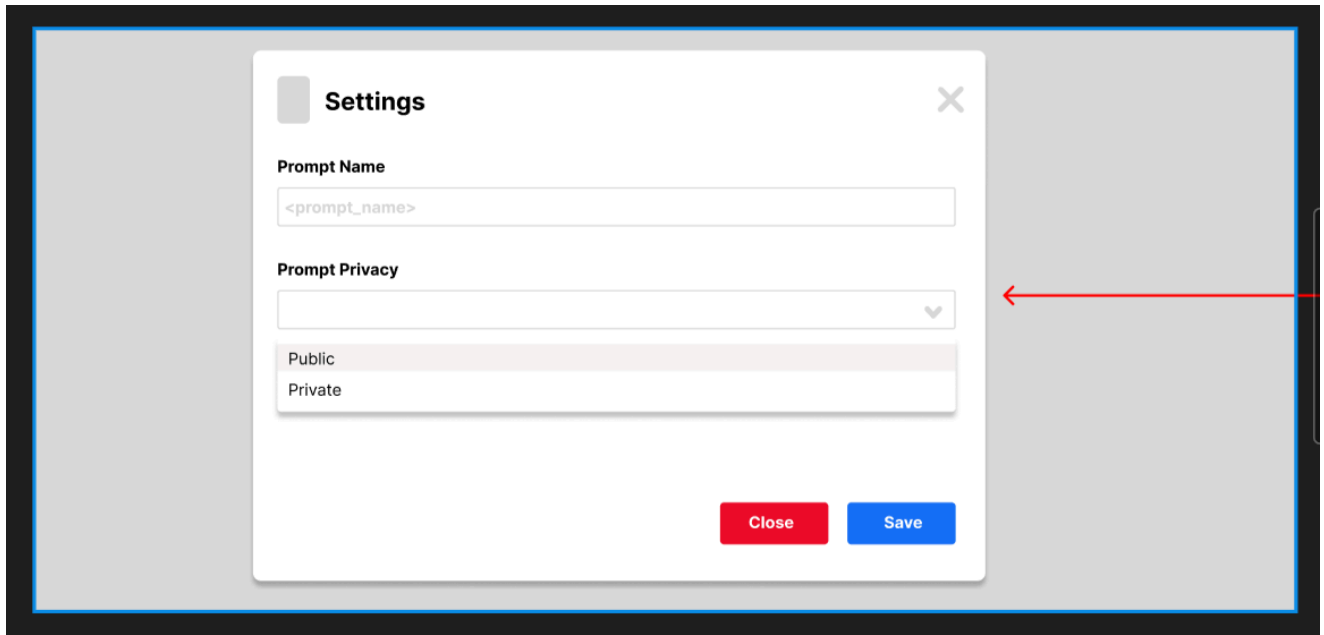 Settings
Prompt Name
<prompt_name>
Prompt Privacy
Public
Private
Close Save